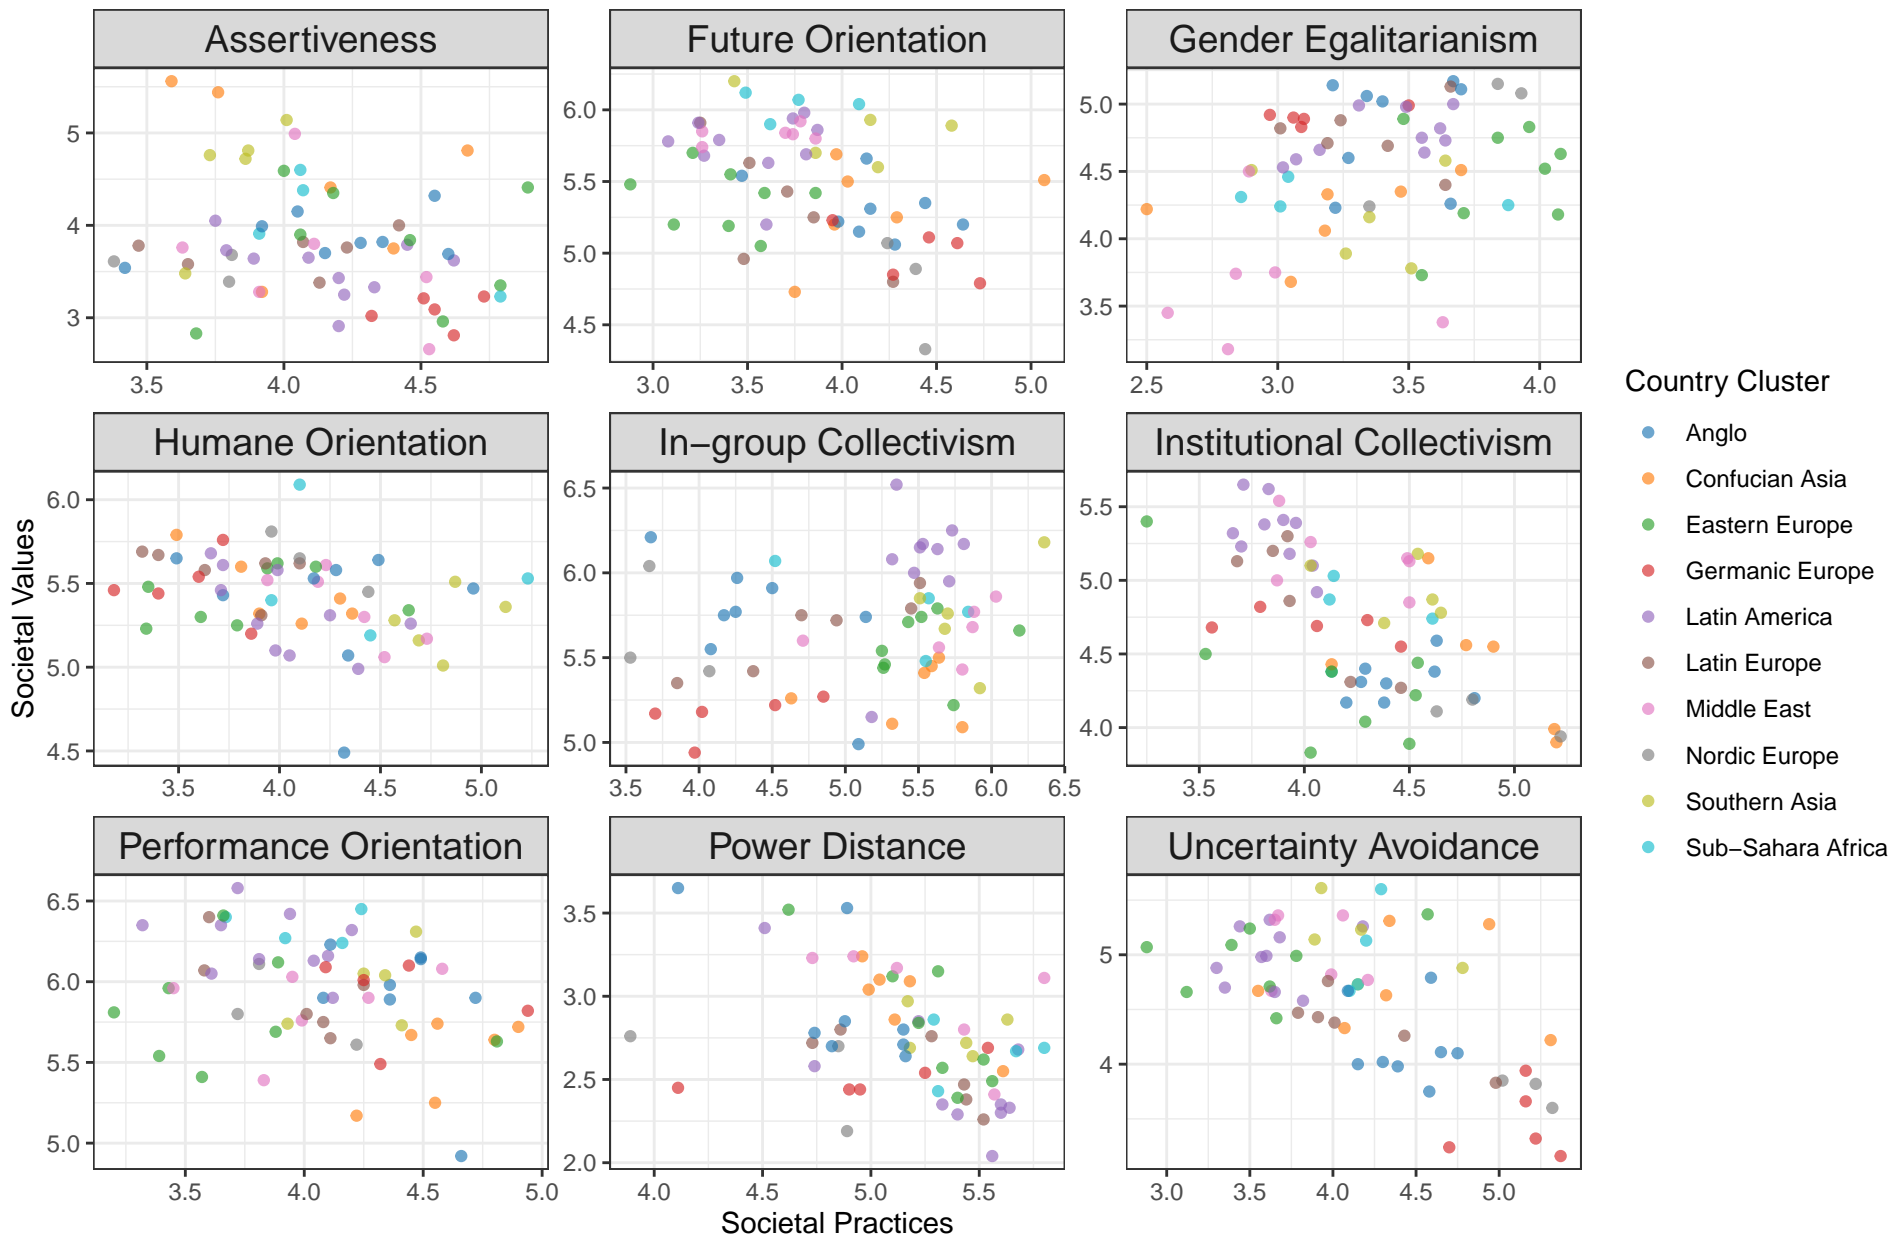 Assertiveness
Future Orientation
Gender Egalitarianism
5
4
3
3.5 4.0 4.5
6.0
5.5
5.0
4.5
3.0 3.5 4.0 4.5 5.0
5.0
4.5
4.0
3.5
2.5 3.0 3.5 4.0
Humane Orientation
In−group Collectivism
Institutional Collectivism
6.0
5.5
5.0
4.5
3.5 4.0 4.5 5.0
6.5
6.0
5.5
5.0
3.5 4.0 4.5 5.0 5.5 6.0 6.5
5.5
5.0
4.5
4.0
3.5 4.0 4.5 5.0
Performance Orientation
Power Distance
Uncertainty Avoidance
6.5
6.0
5.5
5.0
3.5 4.0 4.5 5.0
3.5
3.0
2.5
2.0
4.0 4.5 5.0 5.5
5
4
3.0 3.5 4.0 4.5 5.0
Societal Values
Societal Practices
Country Cluster
Anglo
Confucian Asia
Eastern Europe
Germanic Europe
Latin America
Latin Europe
Middle East
Nordic Europe
Southern Asia
Sub−Sahara Africa